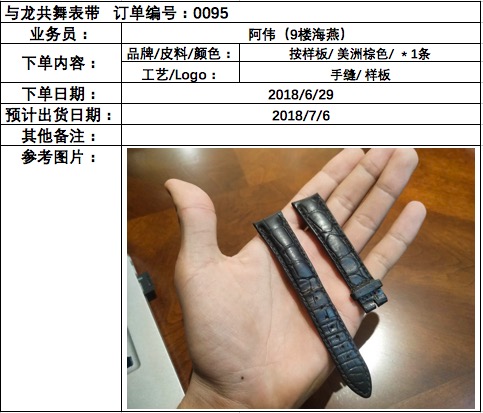 与龙共舞表带 订单编号：0095
业务员： 阿伟（9楼海燕）
下单内容： 品牌/皮料/颜色： 按样板/ 美洲棕色/ ＊1条
工艺/Logo： 手缝/ 样板
下单日期： 2018/6/29
预计出货日期： 2018/7/6
其他备注：
参考图片：